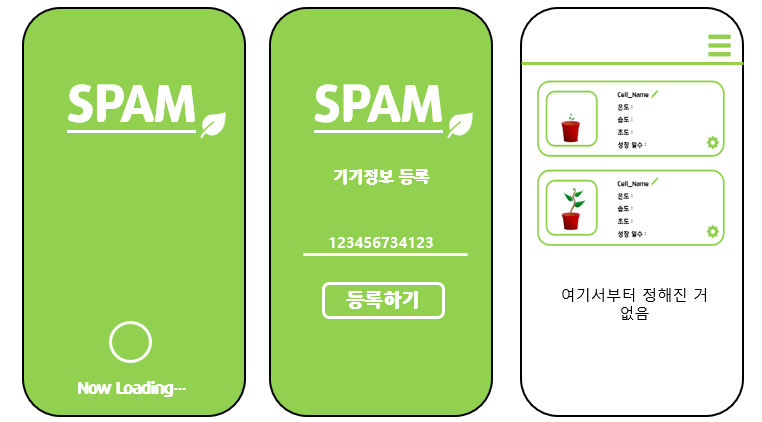 SPAM
Now Loading...
SPAM
기기정보 등록
123456734123
등록하기
Cell_Name
온도 :
습도 :
조도 :
성장 일수 :
Cell_Name
온도 :
습도 :
조도 :
성장 일수 :
여기서부터 정해진 거
없음